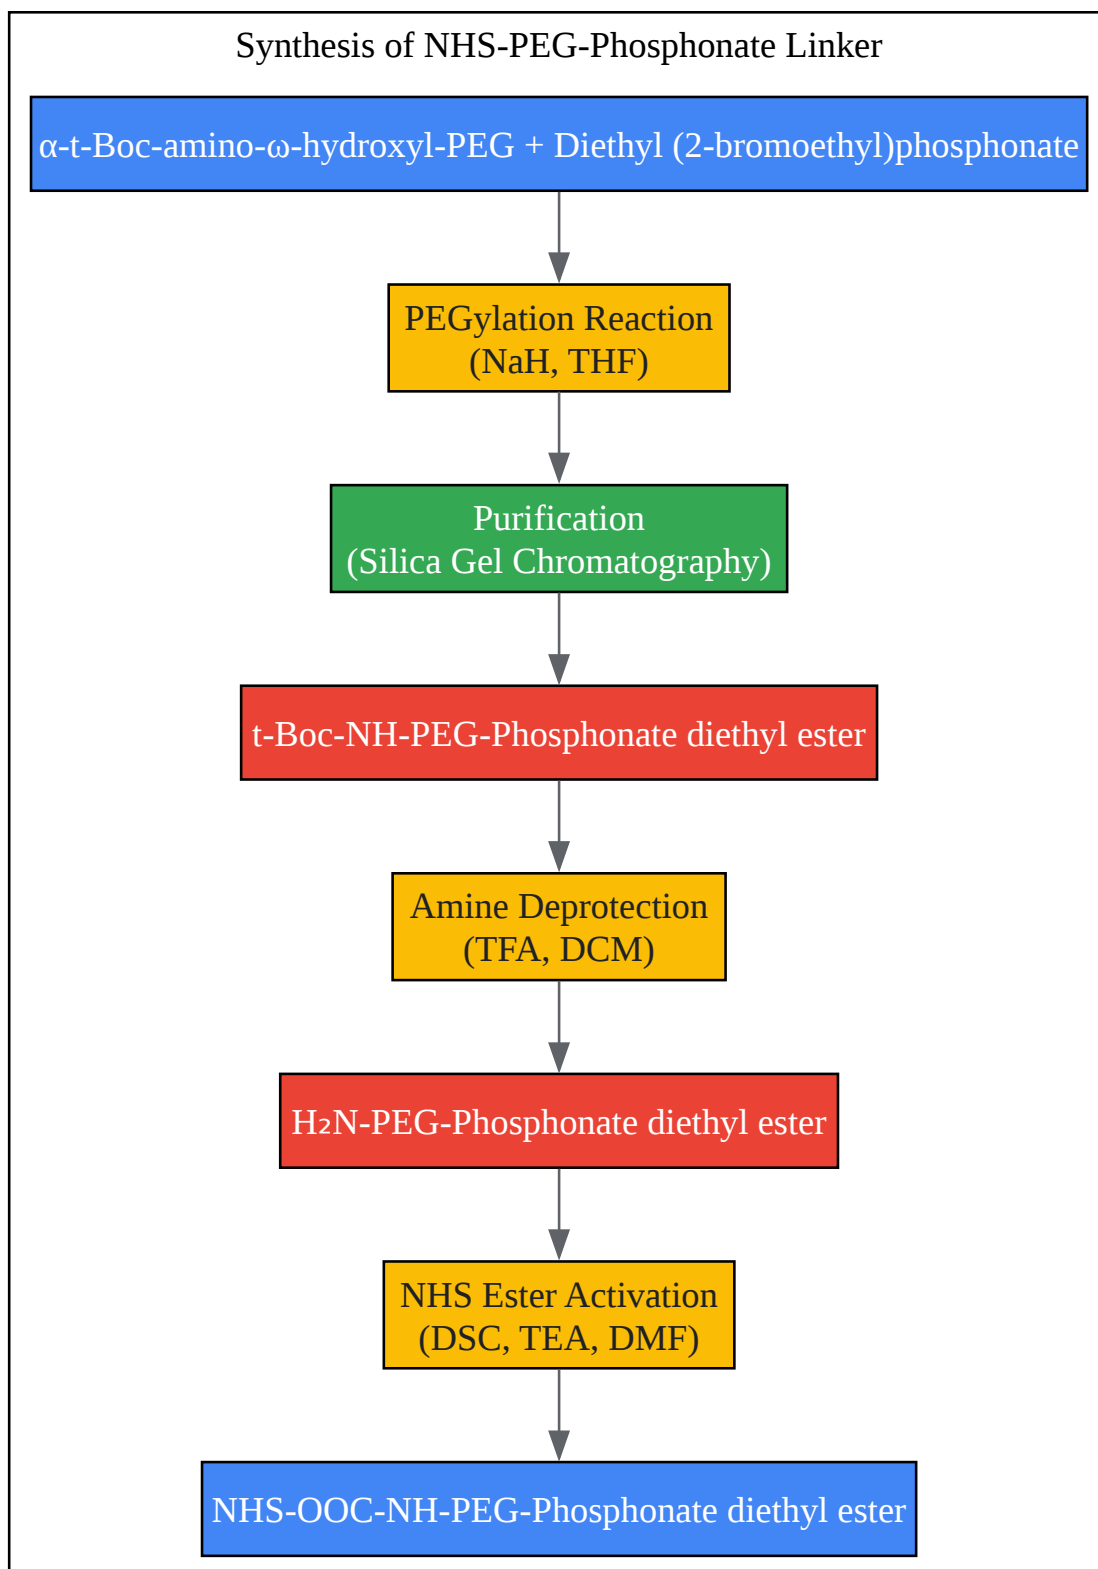 Synthesis of NHS-PEG-Phosphonate Linker
α-t-Boc-amino-ω-hydroxyl-PEG + Diethyl (2-bromoethyl)phosphonate
PEGylation Reaction
(NaH, THF)
Purification
(Silica Gel Chromatography)
t-Boc-NH-PEG-Phosphonate diethyl ester
Amine Deprotection
(TFA, DCM)
H₂N-PEG-Phosphonate diethyl ester
NHS Ester Activation
(DSC, TEA, DMF)
NHS-OOC-NH-PEG-Phosphonate diethyl ester